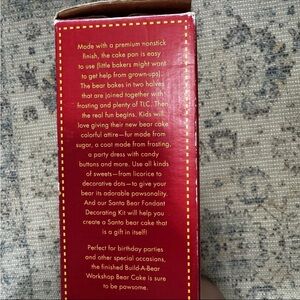 Made with a premium nonstick
finish, the cake pan is easy
to use (little bakers might want
to get help from grown-ups).
The bear bakes in two halves
that are joined together with
frosting and plenty of TLC. Then
the real fun begins. Kids will
love giving their new bear cake
colorful attire—fur made from
sugar, a coat made from frosting,
a party dress with candy
buttons and more. Use all kinds
of sweets—from licorice to
decorative dots—to give your
bear its adorable pawsonality.
And our Santa Bear Fondant
Decorating Kit will help you
create a Santa bear cake that
is a gift in itself!
Perfect for birthday parties
and other special occasions,
the finished Build-A-Bear
Workshop Bear Cake is sure
to be pawsome.